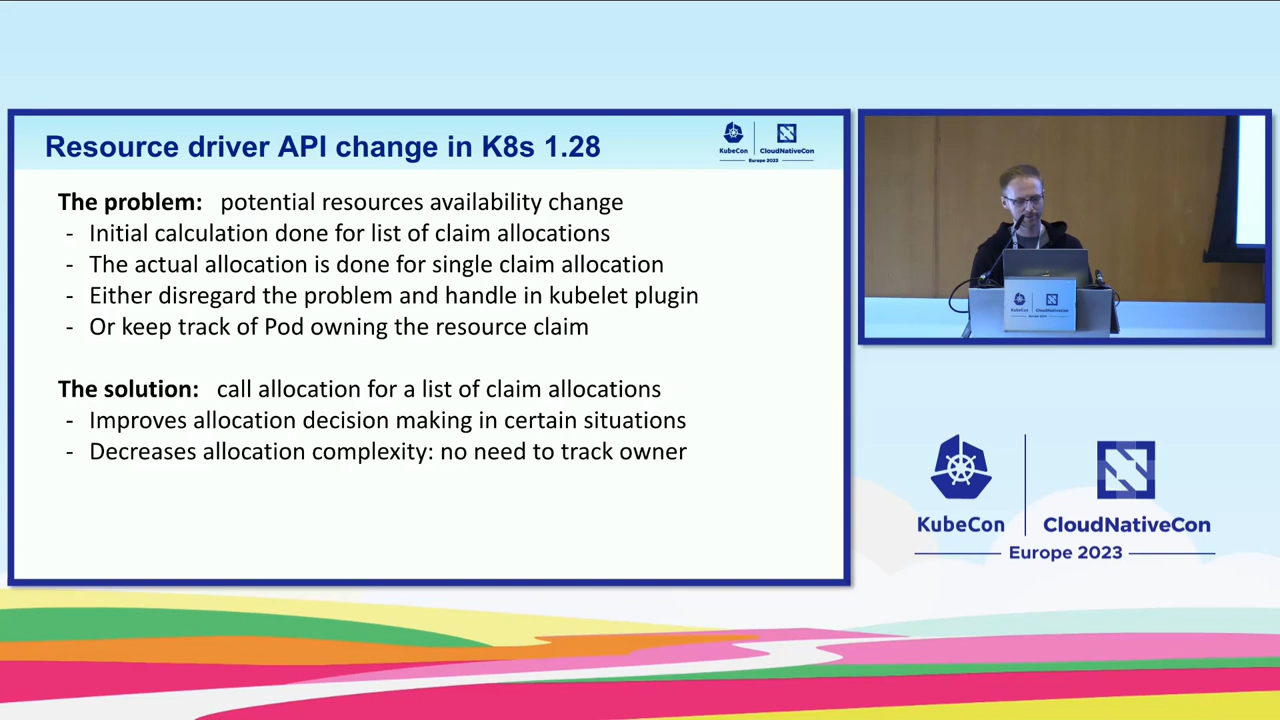 Resource driver API change in K8s 1.28
KubeCon
CloudNativeCon
Europe 2023
The problem: potential resources availability change
- Initial calculation done for list of claim allocations
- The actual allocation is done for single claim allocation
- Either disregard the problem and handle in kubelet plugin
- Or keep track of Pod owning the resource claim
The solution: call allocation for a list of claim allocations
- Improves allocation decision making in certain situations
- Decreases allocation complexity: no need to track owner
KubeCon
CloudNativeCon
Europe 2023